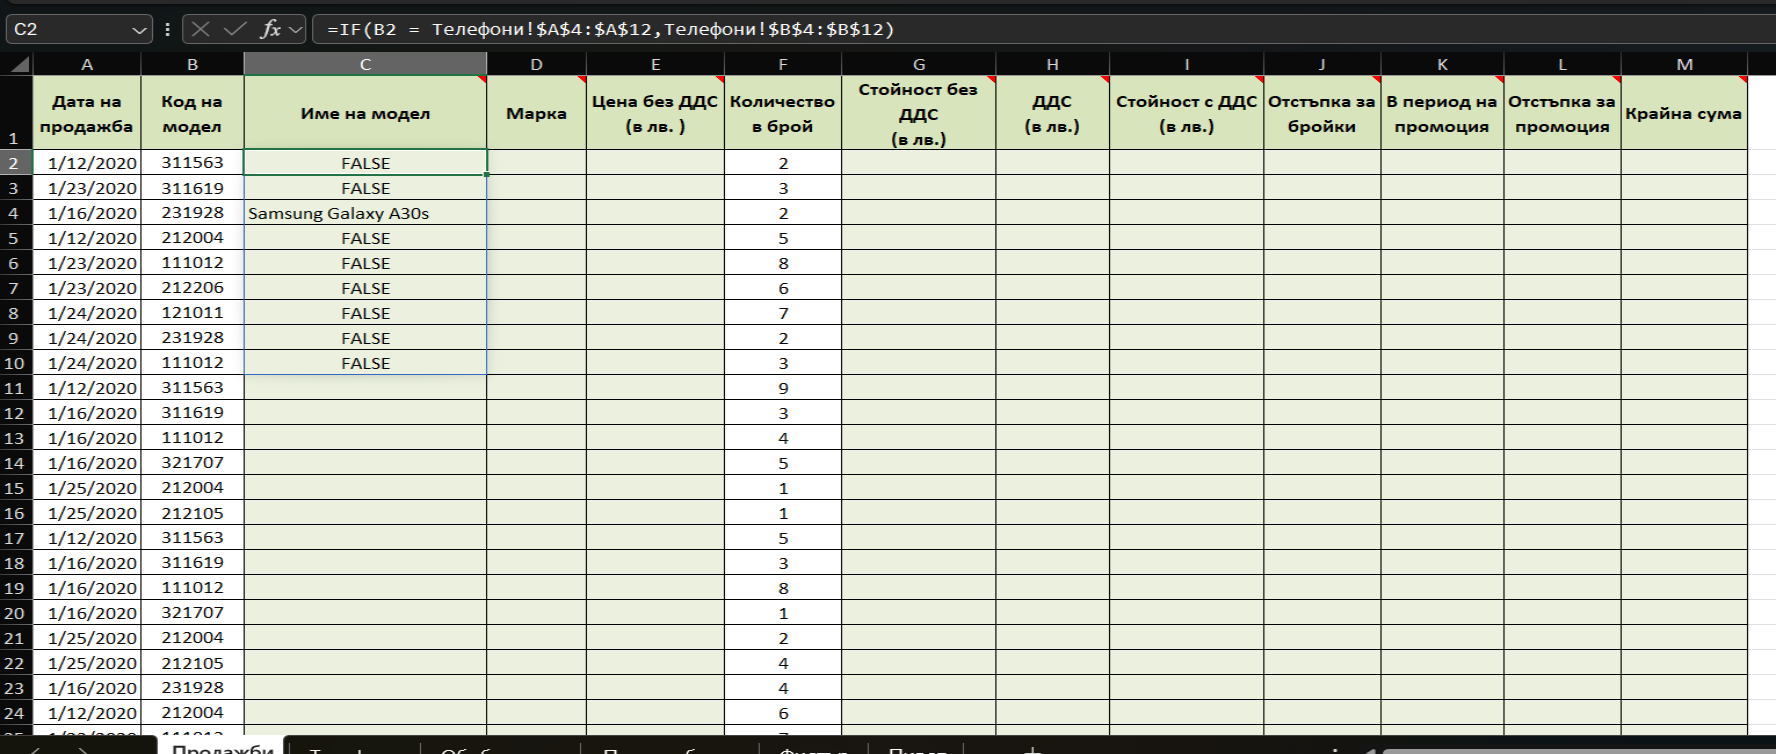 C2 fx =IF(B2 = Телефони!$A$4:$A$12,Телефони!$B$4:$B$12)
A B C D E F G H I J K L M
1 Дата на продажба Код на модел Име на модел Марка Цена без ДДС (в лв. ) Количество в брой Стойност без ДДС (в лв.) ДДС (в лв.) Стойност с ДДС (в лв.) Отстъпка за бройки В период на промоция Отстъпка за промоция Крайна сума
2 1/12/2020 311563 FALSE 2
3 1/23/2020 311619 FALSE 3
4 1/16/2020 231928 Samsung Galaxy A30s 2
5 1/12/2020 212004 FALSE 5
6 1/23/2020 111012 FALSE 8
7 1/23/2020 212206 FALSE 6
8 1/24/2020 121011 FALSE 7
9 1/24/2020 231928 FALSE 2
10 1/24/2020 111012 FALSE 3
11 1/12/2020 311563 9
12 1/16/2020 311619 3
13 1/16/2020 111012 4
14 1/16/2020 321707 5
15 1/25/2020 212004 1
16 1/25/2020 212105 1
17 1/12/2020 311563 5
18 1/16/2020 311619 3
19 1/16/2020 111012 8
20 1/16/2020 321707 1
21 1/25/2020 212004 2
22 1/25/2020 212105 4
23 1/16/2020 231928 4
24 1/12/2020 212004 6
Продажби